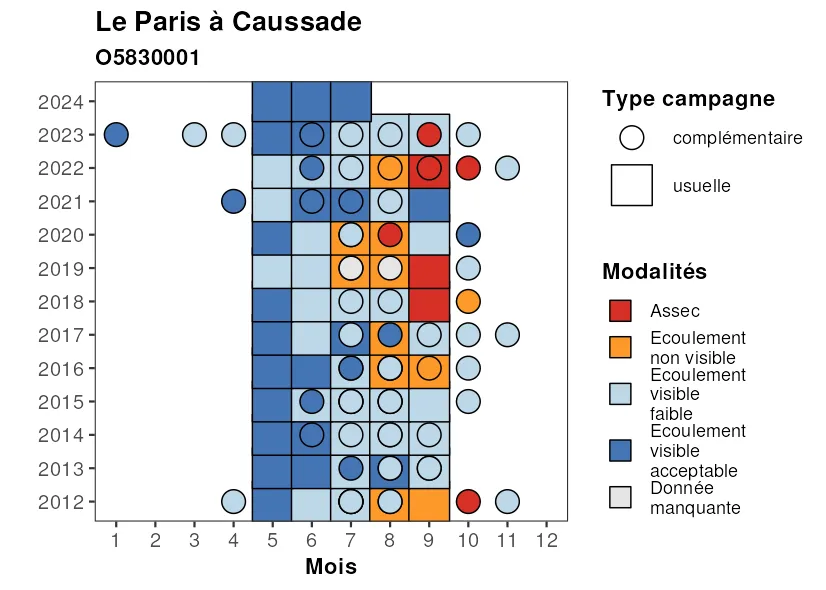 Le Paris à Caussade
O5830001
2024
2023
2022
2021
2020
2019
2018
2017
2016
2015
2014
2013
2012
1 2 3 4 5 6 7 8 9 10 11 12
Mois
Type campagne
complémentaire
usuelle
Modalités
Assec
Ecoulement
non visible
Ecoulement
visible
faible
Ecoulement
visible
acceptable
Donnée
manquante